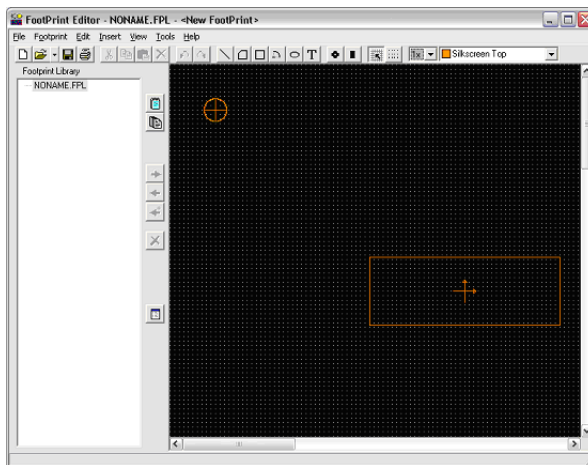 FootPrint Editor - NONAME.FPL - <New FootPrint>
File Footprint Edit Insert View Tools Help
T
Silkscreen Top
Footprint Library
NONAME.FPL